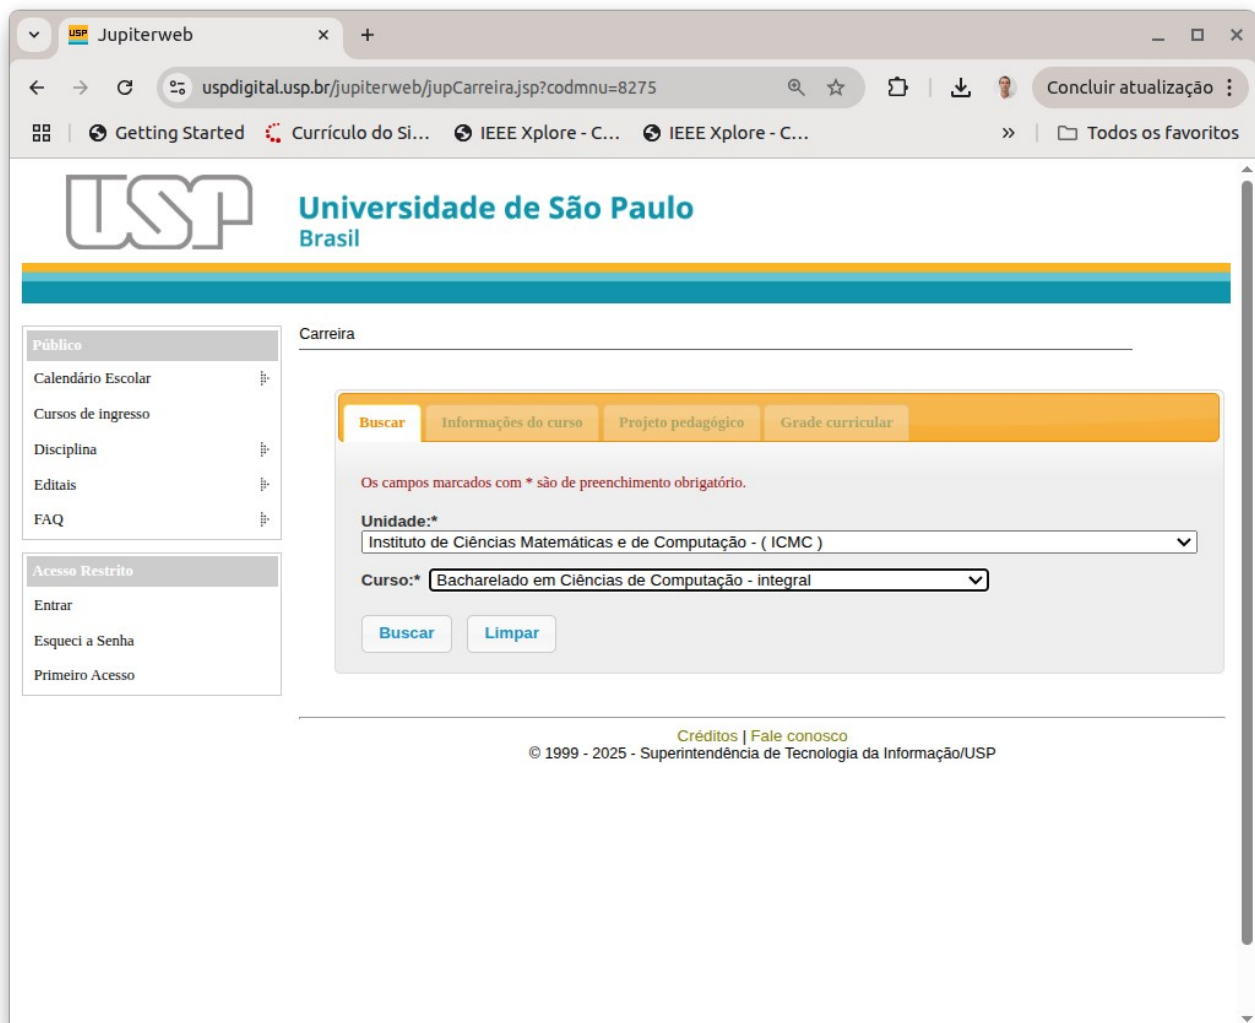 USP Jupiterweb
uspdigital.usp.br/jupiterweb/jupCarreira.jsp?codmnu=8275
Concluir atualização
Getting Started
Currículo do Si...
IEEE Xplore - C...
IEEE Xplore - C...
»
Todos os favoritos
USP
Universidade de São Paulo
Brasil
Público
Calendário Escolar
Cursos de ingresso
Disciplina
Editais
FAQ
Acesso Restrito
Entrar
Esqueci a Senha
Primeiro Acesso
Carreira
Buscar
Informações do curso
Projeto pedagógico
Grade curricular
Os campos marcados com * são de preenchimento obrigatório.
Unidade:*
Instituto de Ciências Matemáticas e de Computação - ( ICMC )
Curso:* Bacharelado em Ciências de Computação - integral
Buscar
Limpar
Créditos | Fale conosco
© 1999 - 2025 - Superintendência de Tecnologia da Informação/USP